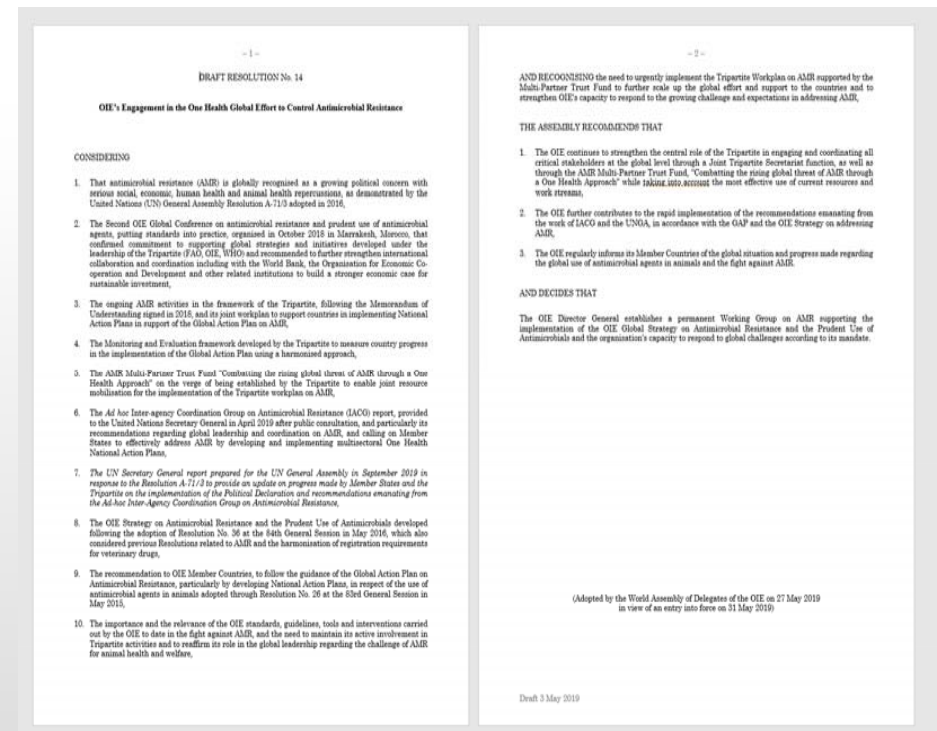 - 1 -
DRAFT RESOLUTION No. 14
OIE's Engagement in the One Health Global Effort to Control Antimicrobial Resistance
CONSIDERING
1. That antimicrobial resistance (AMR) is globally recognised as a growing political concern with
serious social, economic, human health and animal health repercussions, as demonstrated by the
United Nations (UN) General Assembly Resolution A-71/3 adopted in 2016,
2. The Second OIE Global Conference on antimicrobial resistance and prudent use of antimicrobial
agents, putting standards into practice, organised in October 2018 in Marrakesh, Morocco, that
confirmed commitment to supporting global strategies and initiatives developed under the
leadership of the Tripartite (FAO, OIE, WHO) and recommended to further strengthen international
collaboration and coordination including with the World Bank, the Organisation for Economic Co-
operation and Development and other related institutions to build a stronger economic case for
sustainable investment,
3. The ongoing AMR activities in the framework of the Tripartite, following the Memorandum of
Understanding signed in 2018, and its joint workplan to support countries in implementing National
Action Plans in support of the Global Action Plan on AMR,
4. The Monitoring and Evaluation framework developed by the Tripartite to measure country progress
in the implementation of the Global Action Plan using a harmonised approach,
5. The AMR Multi-Partner Trust Fund "Combatting the rising global threat of AMR through a One
Health Approach" on the verge of being established by the Tripartite to enable joint resource
mobilisation for the implementation of the Tripartite workplan on AMR,
6. The Ad hoc Inter-agency Coordination Group on Antimicrobial Resistance (IACG) report, provided
to the United Nations Secretary General in April 2019 after public consultation, and particularly its
recommendations regarding global leadership and coordination on AMR, and calling on Member
States to effectively address AMR by developing and implementing multisectoral One Health
National Action Plans,
7. The UN Secretary General report prepared for the UN General Assembly in September 2019 in
response to the Resolution A-71/3 to provide an update on progress made by Member States and the
Tripartite on the implementation of the Political Declaration and recommendations emanating from
the Ad-hoc Inter-Agency Coordination Group on Antimicrobial Resistance,
8. The OIE Strategy on Antimicrobial Resistance and the Prudent Use of Antimicrobials developed
following the adoption of Resolution No. 36 at the 84th General Session in May 2016, which also
considered previous Resolutions related to AMR and the harmonisation of registration requirements
for veterinary drugs,
9. The recommendation to OIE Member Countries, to follow the guidance of the Global Action Plan on
Antimicrobial Resistance, particularly by developing National Action Plans, in respect of the use of
antimicrobial agents in animals adopted through Resolution No. 26 at the 83rd General Session in
May 2015,
10. The importance and the relevance of the OIE standards, guidelines, tools and interventions carried
out by the OIE to date in the fight against AMR, and the need to maintain its active involvement in
Tripartite activities and to reaffirm its role in the global leadership regarding the challenge of AMR
for animal health and welfare,
- 2 -
AND RECOGNISING the need to urgently implement the Tripartite Workplan on AMR supported by the
Multi-Partner Trust Fund to further scale up the global effort and support to the countries and to
strengthen OIE's capacity to respond to the growing challenge and expectations in addressing AMR,
THE ASSEMBLY RECOMMENDS THAT
1. The OIE continues to strengthen the central role of the Tripartite in engaging and coordinating all
critical stakeholders at the global level through a Joint Tripartite Secretariat function, as well as
through the AMR Multi-Partner Trust Fund, "Combatting the rising global threat of AMR through
a One Health Approach" while taking into account the most effective use of current resources and
work streams,
2. The OIE further contributes to the rapid implementation of the recommendations emanating from
the work of IACG and the UNGA, in accordance with the GAP and the OIE Strategy on addressing
AMR,
3. The OIE regularly informs its Member Countries of the global situation and progress made regarding
the global use of antimicrobial agents in animals and the fight against AMR.
AND DECIDES THAT
The OIE Director General establishes a permanent Working Group on AMR supporting the
implementation of the OIE Global Strategy on Antimicrobial Resistance and the Prudent Use of
Antimicrobials and the organisation's capacity to respond to global challenges according to its mandate.
(Adopted by the World Assembly of Delegates of the OIE on 27 May 2019
in view of an entry into force on 31 May 2019)
Draft 3 May 2019